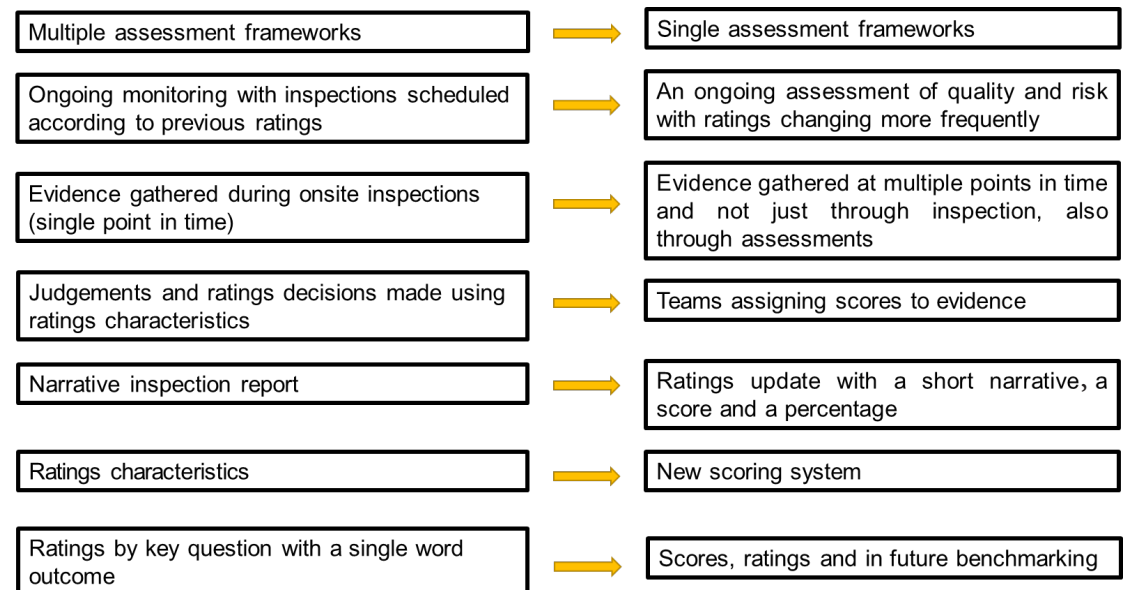 Multiple assessment frameworks
Single assessment frameworks
Ongoing monitoring with inspections scheduled
according to previous ratings
An ongoing assessment of quality and risk
with ratings changing more frequently
Evidence gathered during onsite inspections
(single point in time)
Evidence gathered at multiple points in time
and not just through inspection, also
through assessments
Judgements and ratings decisions made using
ratings characteristics
Teams assigning scores to evidence
Narrative inspection report
Ratings update with a short narrative, a
score and a percentage
Ratings characteristics
New scoring system
Ratings by key question with a single word
outcome
Scores, ratings and in future benchmarking